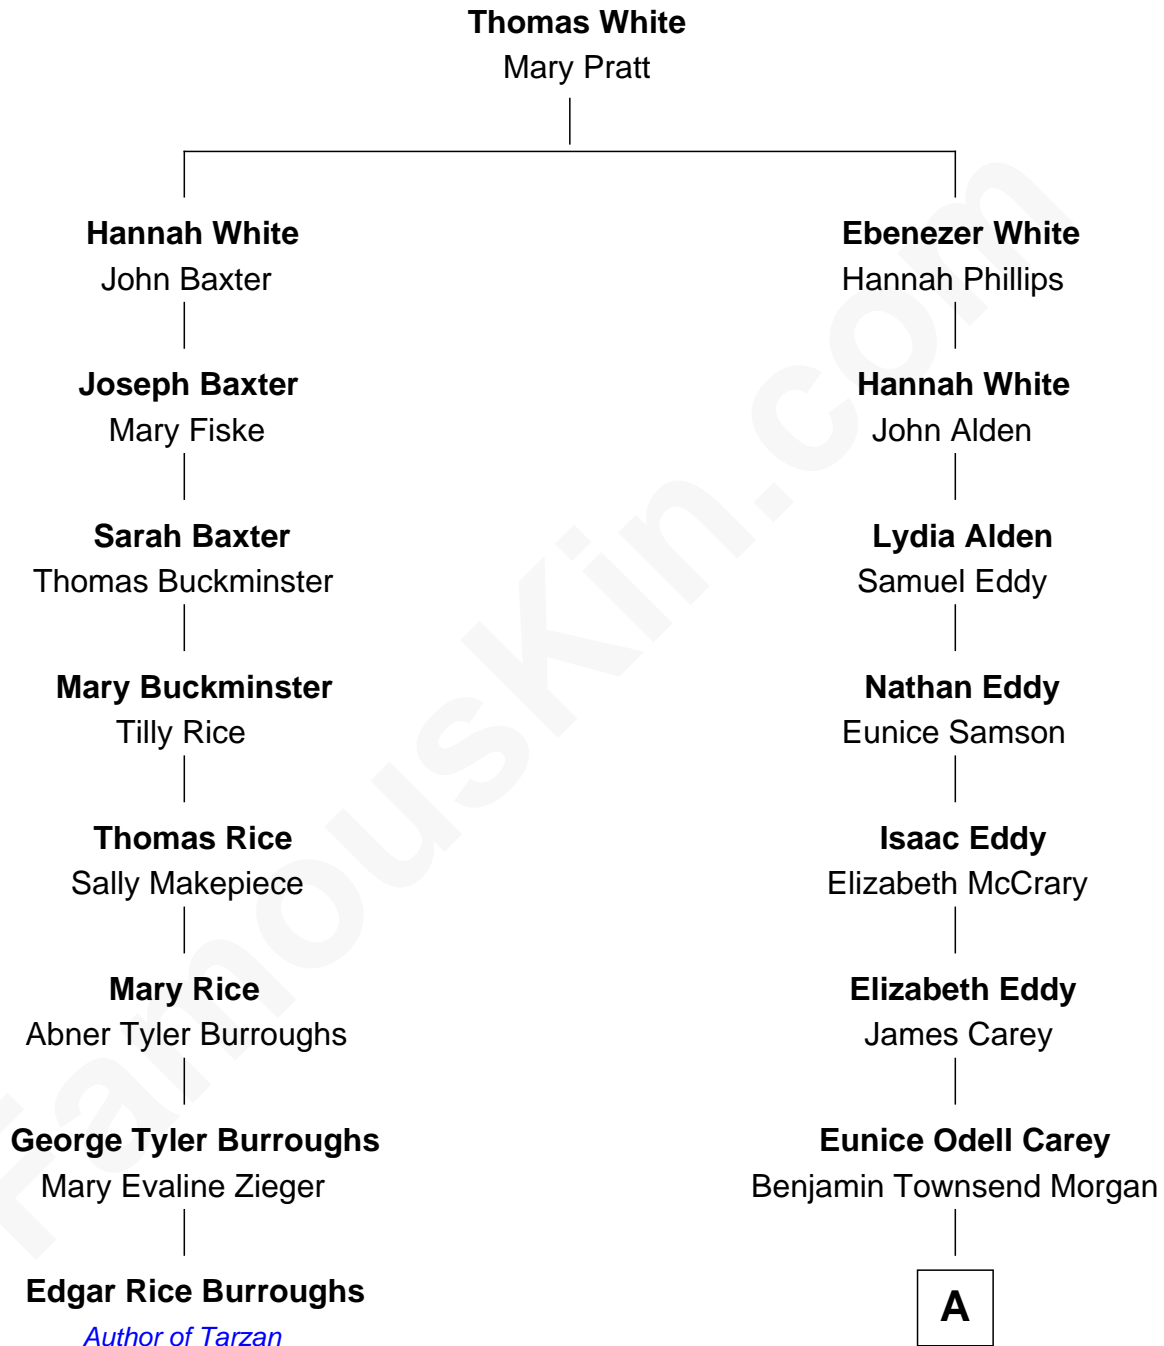 Thomas White
Mary Pratt
Hannah White
John Baxter
Joseph Baxter
Mary Fiske
Sarah Baxter
Thomas Buckminster
Mary Buckminster
Tilly Rice
Thomas Rice
Sally Makepiece
Mary Rice
Abner Tyler Burroughs
George Tyler Burroughs
Mary Evaline Zieger
Edgar Rice Burroughs
Author of Tarzan
Ebenezer White
Hannah Phillips
Hannah White
John Alden
Lydia Alden
Samuel Eddy
Nathan Eddy
Eunice Samson
Isaac Eddy
Elizabeth McCrary
Elizabeth Eddy
James Carey
Eunice Odell Carey
Benjamin Townsend Morgan
A
FamousKin.com